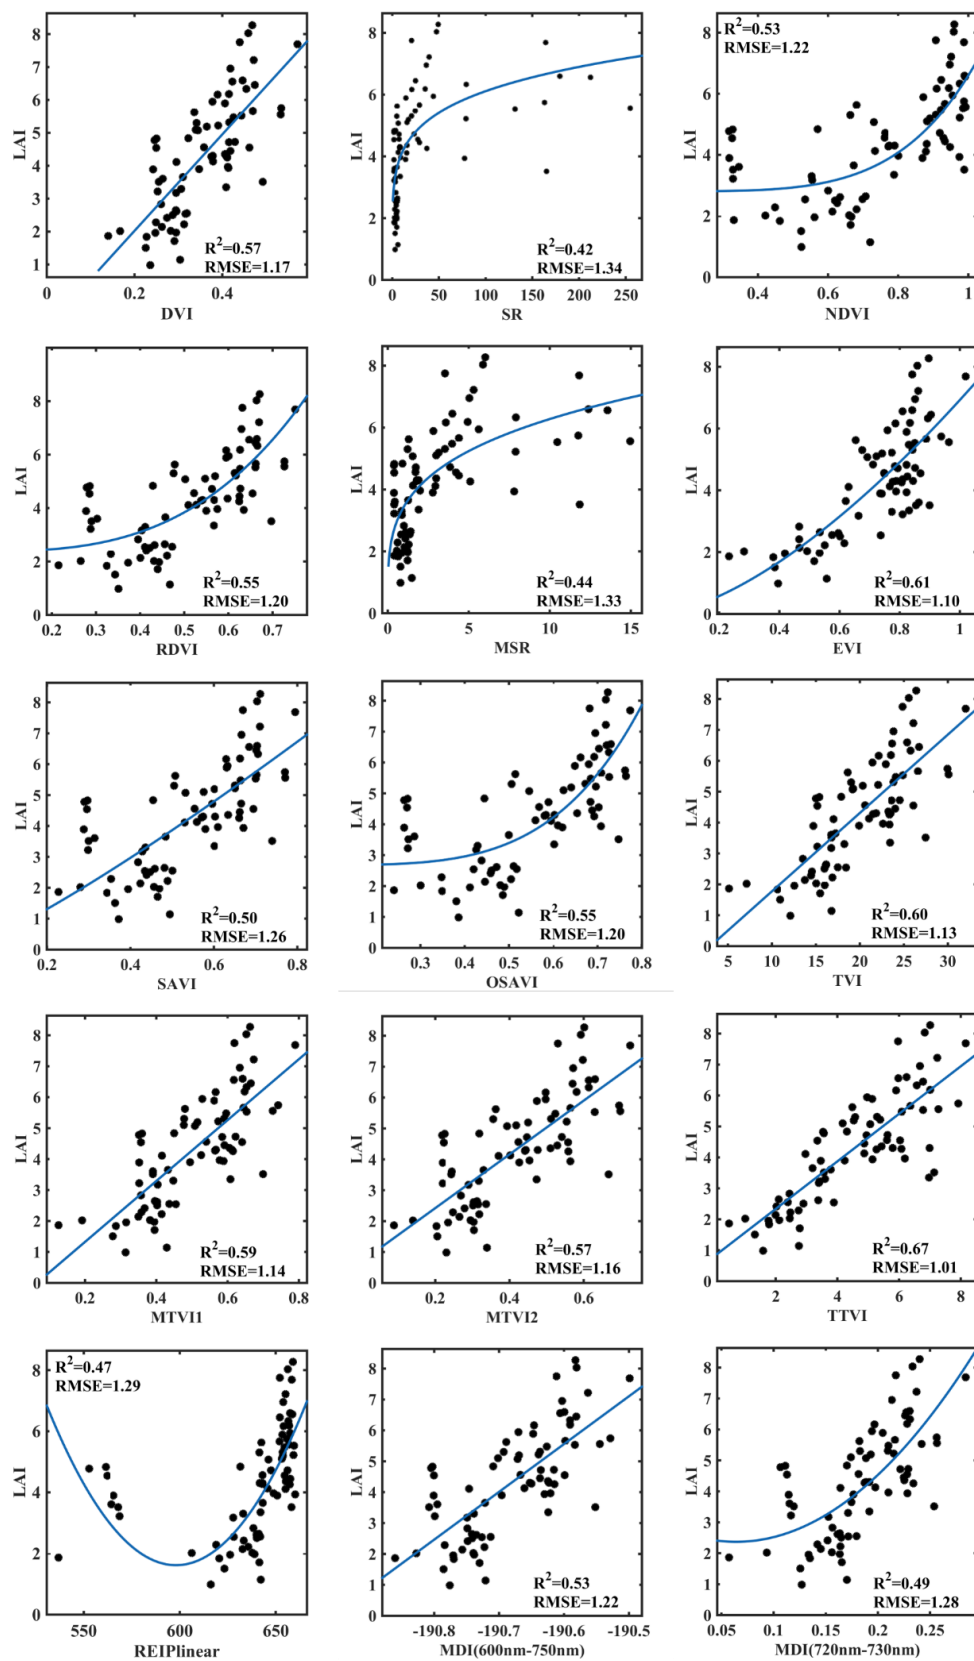 LAI
8
7
6
5
4
3
2
1
R²=0.57
RMSE=1.17
0 0.2 0.4
DVI
LAI
8
6
4
2
0
R²=0.42
RMSE=1.34
0 50 100 150 200 250
SR
LAI
8
6
4
2
0
R²=0.53
RMSE=1.22
0.4 0.6 0.8 1
NDVI
LAI
8
6
4
2
0
R²=0.55
RMSE=1.20
0.2 0.3 0.4 0.5 0.6 0.7
RDVI
LAI
8
6
4
2
0
R²=0.44
RMSE=1.33
0 5 10 15
MSR
LAI
8
6
4
2
0
R²=0.61
RMSE=1.10
0.2 0.4 0.6 0.8 1
EVI
LAI
8
7
6
5
4
3
2
1
0
R²=0.50
RMSE=1.26
0.2 0.4 0.6 0.8
SAVI
LAI
8
7
6
5
4
3
2
1
0
R²=0.55
RMSE=1.20
0.3 0.4 0.5 0.6 0.7 0.8
OSAVI
LAI
8
7
6
5
4
3
2
1
0
R²=0.60
RMSE=1.13
5 10 15 20 25 30
TVI
LAI
8
7
6
5
4
3
2
1
0
R²=0.59
RMSE=1.14
0.2 0.4 0.6 0.8
MTVI1
LAI
8
7
6
5
4
3
2
1
0
R²=0.57
RMSE=1.16
0.2 0.4 0.6
MTVI2
LAI
8
7
6
5
4
3
2
1
0
R²=0.67
RMSE=1.01
2 4 6 8
TTVI
LAI
8
6
4
2
0
R²=0.47
RMSE=1.29
550 600 650
REIPlinear
LAI
8
7
6
5
4
3
2
1
0
R²=0.53
RMSE=1.22
-190.8 -190.7 -190.6 -190.5
MDI(600nm-750nm)
LAI
8
7
6
5
4
3
2
1
0
R²=0.49
RMSE=1.28
0.05 0.1 0.15 0.2 0.25
MDI(720nm-730nm)